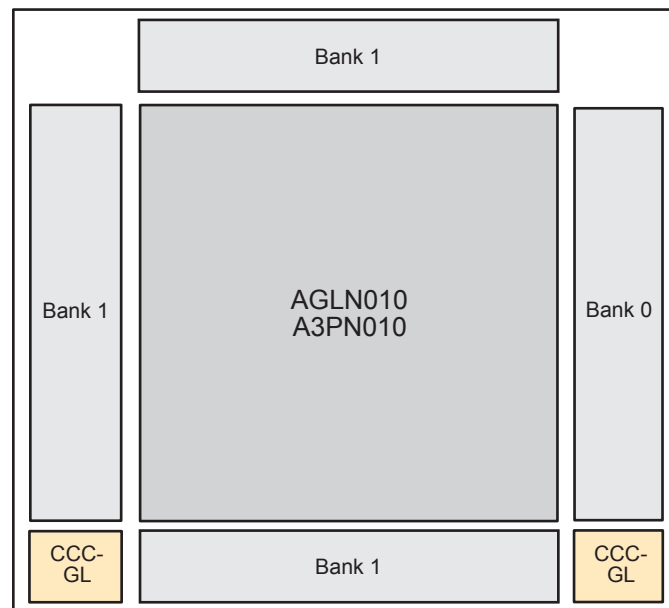 Bank 1
Bank 1
AGLN010
A3PN010
Bank 0
CCC-
GL
Bank 1
CCC-
GL